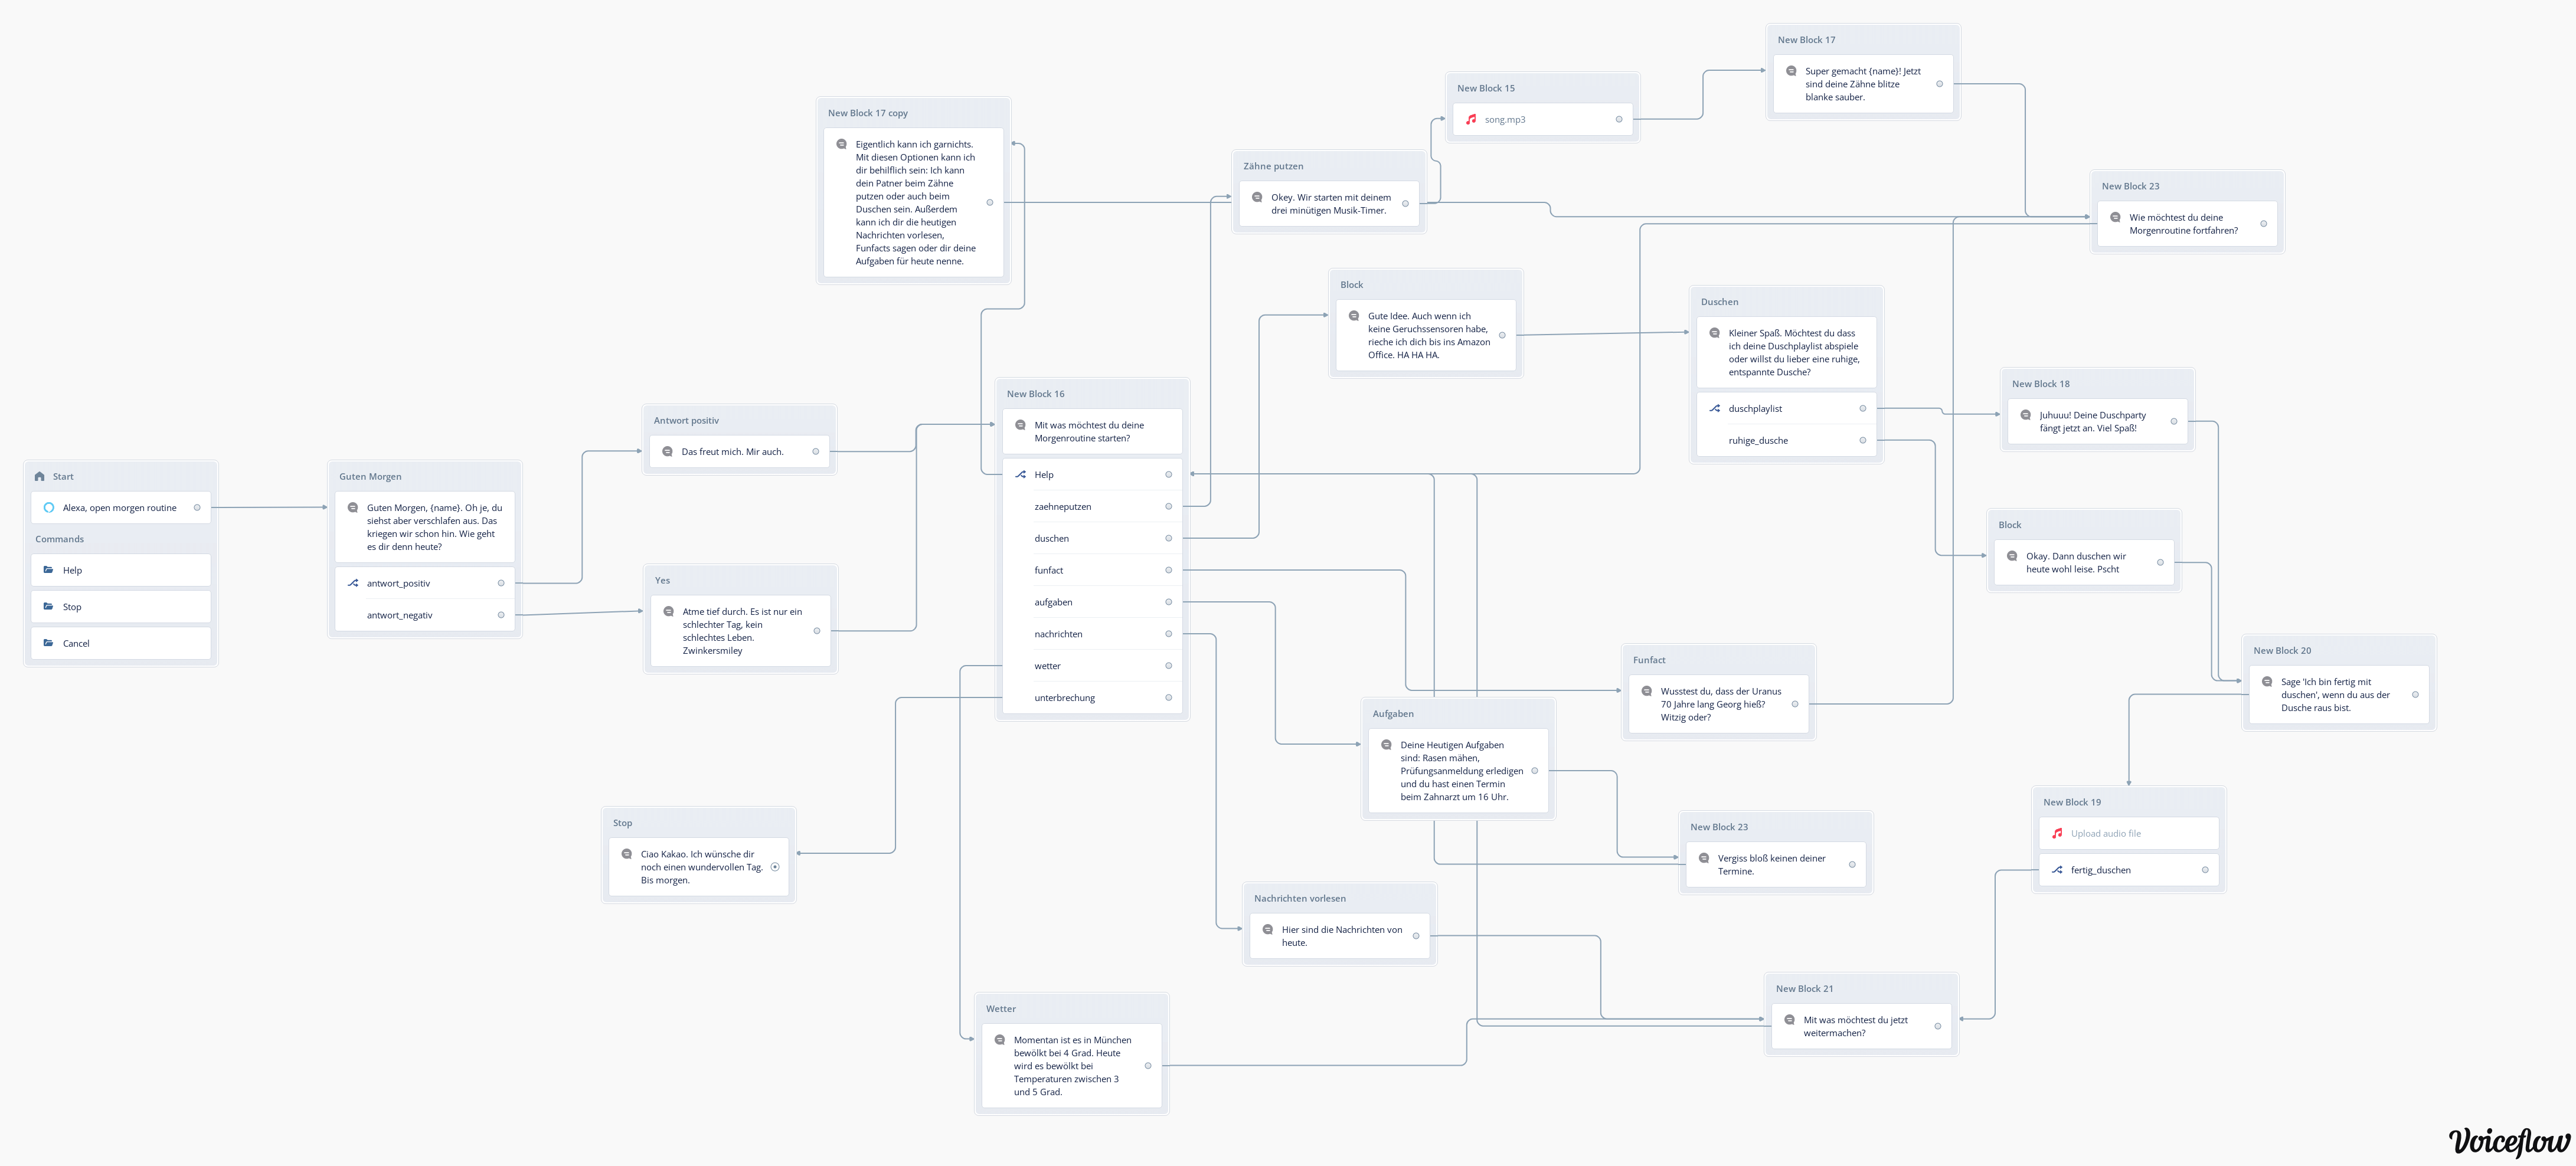 Start
Alexa, open morgen routine
Commands
Help
Stop
Cancel
Guten Morgen
Guten Morgen, {name}. Oh je, du
siehst aber verschlafen aus. Das
kriegen wir schon hin. Wie geht
es dir denn heute?
antwort_positiv
antwort_negativ
Antwort positiv
Das freut mich. Mir auch.
Yes
Atme tief durch. Es ist nur ein
schlechter Tag, kein
schlechtes Leben.
Zwinkersmiley
Stop
Ciao Kakao. Ich wünsche dir
noch einen wundervollen Tag.
Bis morgen.
New Block 17 copy
Eigentlich kann ich garnichts.
Mit diesen Optionen kann ich
dir behilflich sein: Ich kann
dein Patner beim Zähne
putzen oder auch beim
Duschen sein. Außerdem
kann ich dir die heutigen
Nachrichten vorlesen,
Funfacts sagen oder dir deine
Aufgaben für heute nenne.
New Block 16
Mit was möchtest du deine
Morgenroutine starten?
Help
zaehneputzen
duschen
funfact
aufgaben
nachrichten
wetter
unterbrechung
Wetter
Momentan ist es in München
bewölkt bei 4 Grad. Heute
wird es bewölkt bei
Temperaturen zwischen 3
und 5 Grad.
Zähne putzen
Okey. Wir starten mit deinem
drei minütigen Musik-Timer.
New Block 15
song.mp3
New Block 17
Super gemacht {name}! Jetzt
sind deine Zähne blitze
blanke sauber.
New Block 23
Wie möchtest du deine
Morgenroutine fortfahren?
Block
Gute Idee. Auch wenn ich
keine Geruchssensoren habe,
rieche ich dich bis ins Amazon
Office. HA HA HA.
Duschen
Kleiner Spaß. Möchtest du dass
ich deine Duschplaylist abspiele
oder willst du lieber eine ruhige,
entspannte Dusche?
duschplaylist
ruhige_dusche
New Block 18
Juhuuu! Deine Duschparty
fängt jetzt an. Viel Spaß!
Block
Okay. Dann duschen wir
heute wohl leise. Pscht
New Block 20
Sage 'Ich bin fertig mit
duschen', wenn du aus der
Dusche raus bist.
New Block 19
Upload audio file
fertig_duschen
Funfact
Wusstest du, dass der Uranus
70 Jahre lang Georg hieß?
Witzig oder?
Aufgaben
Deine Heutigen Aufgaben
sind: Rasen mähen,
Prüfungsanmeldung erledigen
und du hast einen Termin
beim Zahnarzt um 16 Uhr.
New Block 23
Vergiss bloß keinen deiner
Termine.
Nachrichten vorlesen
Hier sind die Nachrichten von
heute.
New Block 21
Mit was möchtest du jetzt
weitermachen?
Voiceflow